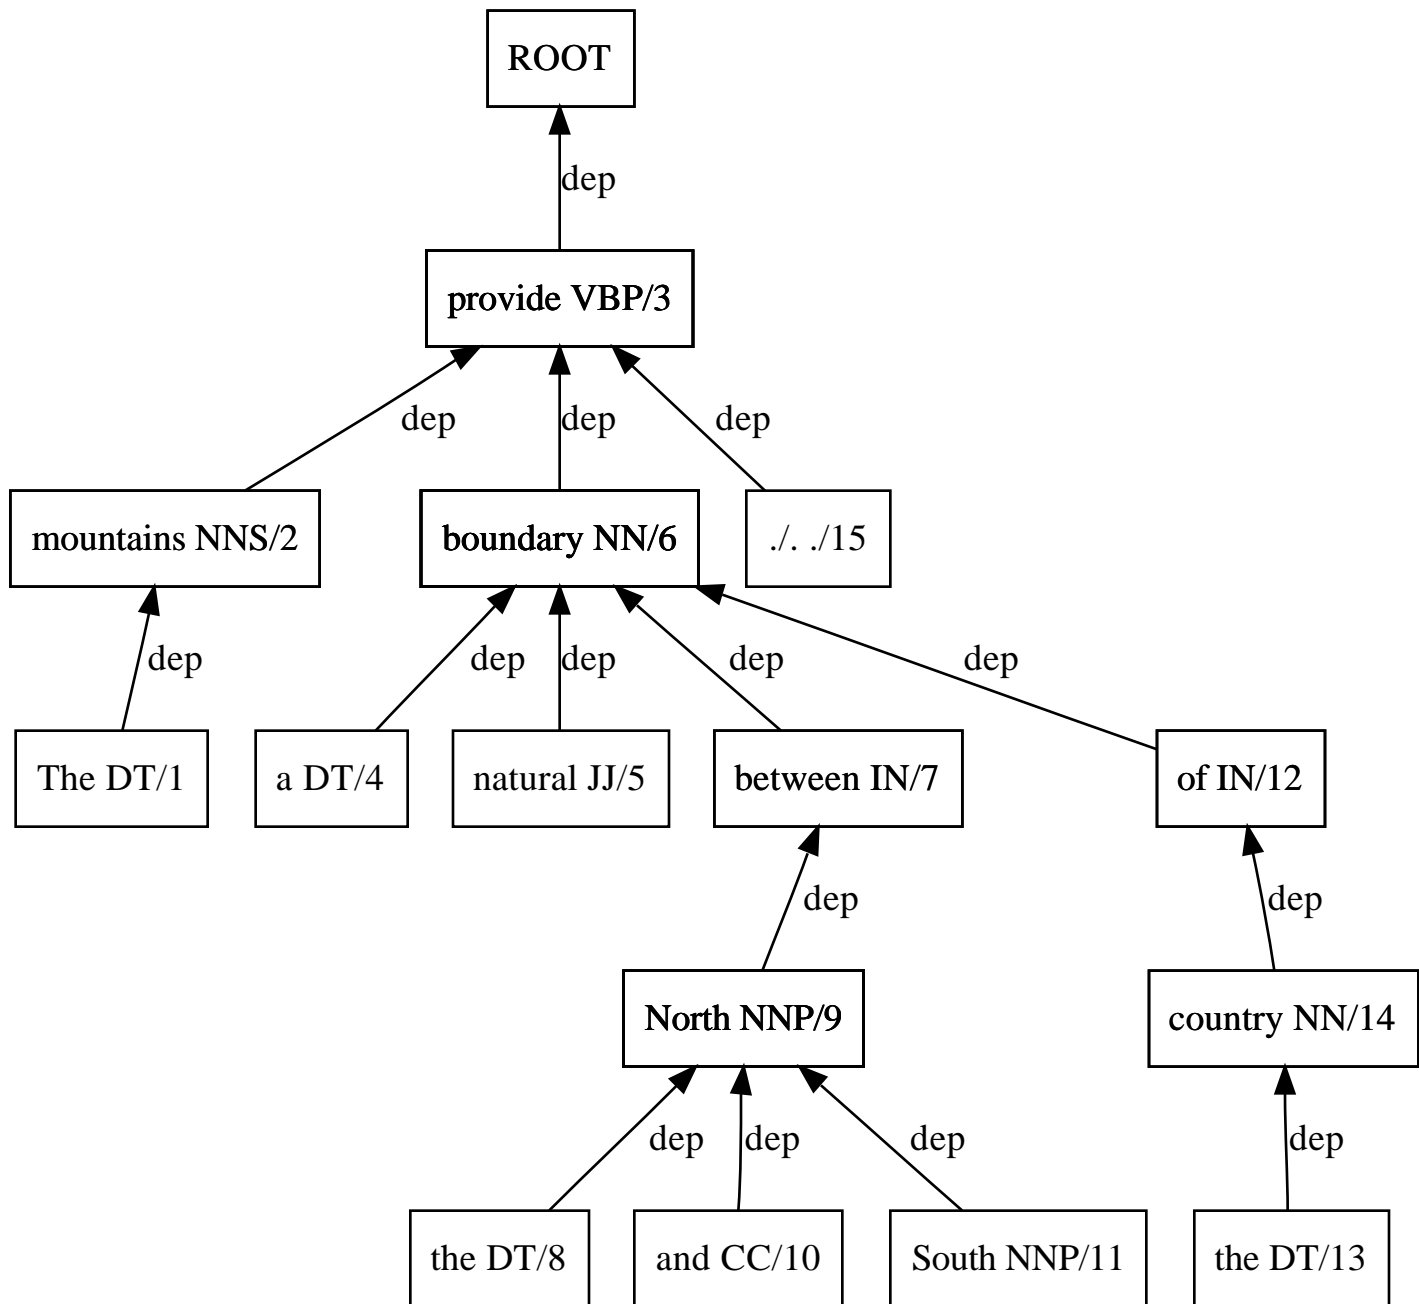 ROOT
dep
provide VBP/3
dep dep dep
mountains NNS/2 boundary NN/6 ./. ./15
dep dep dep dep dep
The DT/1 a DT/4 natural JJ/5 between IN/7 of IN/12
dep dep
North NNP/9 country NN/14
dep dep dep dep
the DT/8 and CC/10 South NNP/11 the DT/13